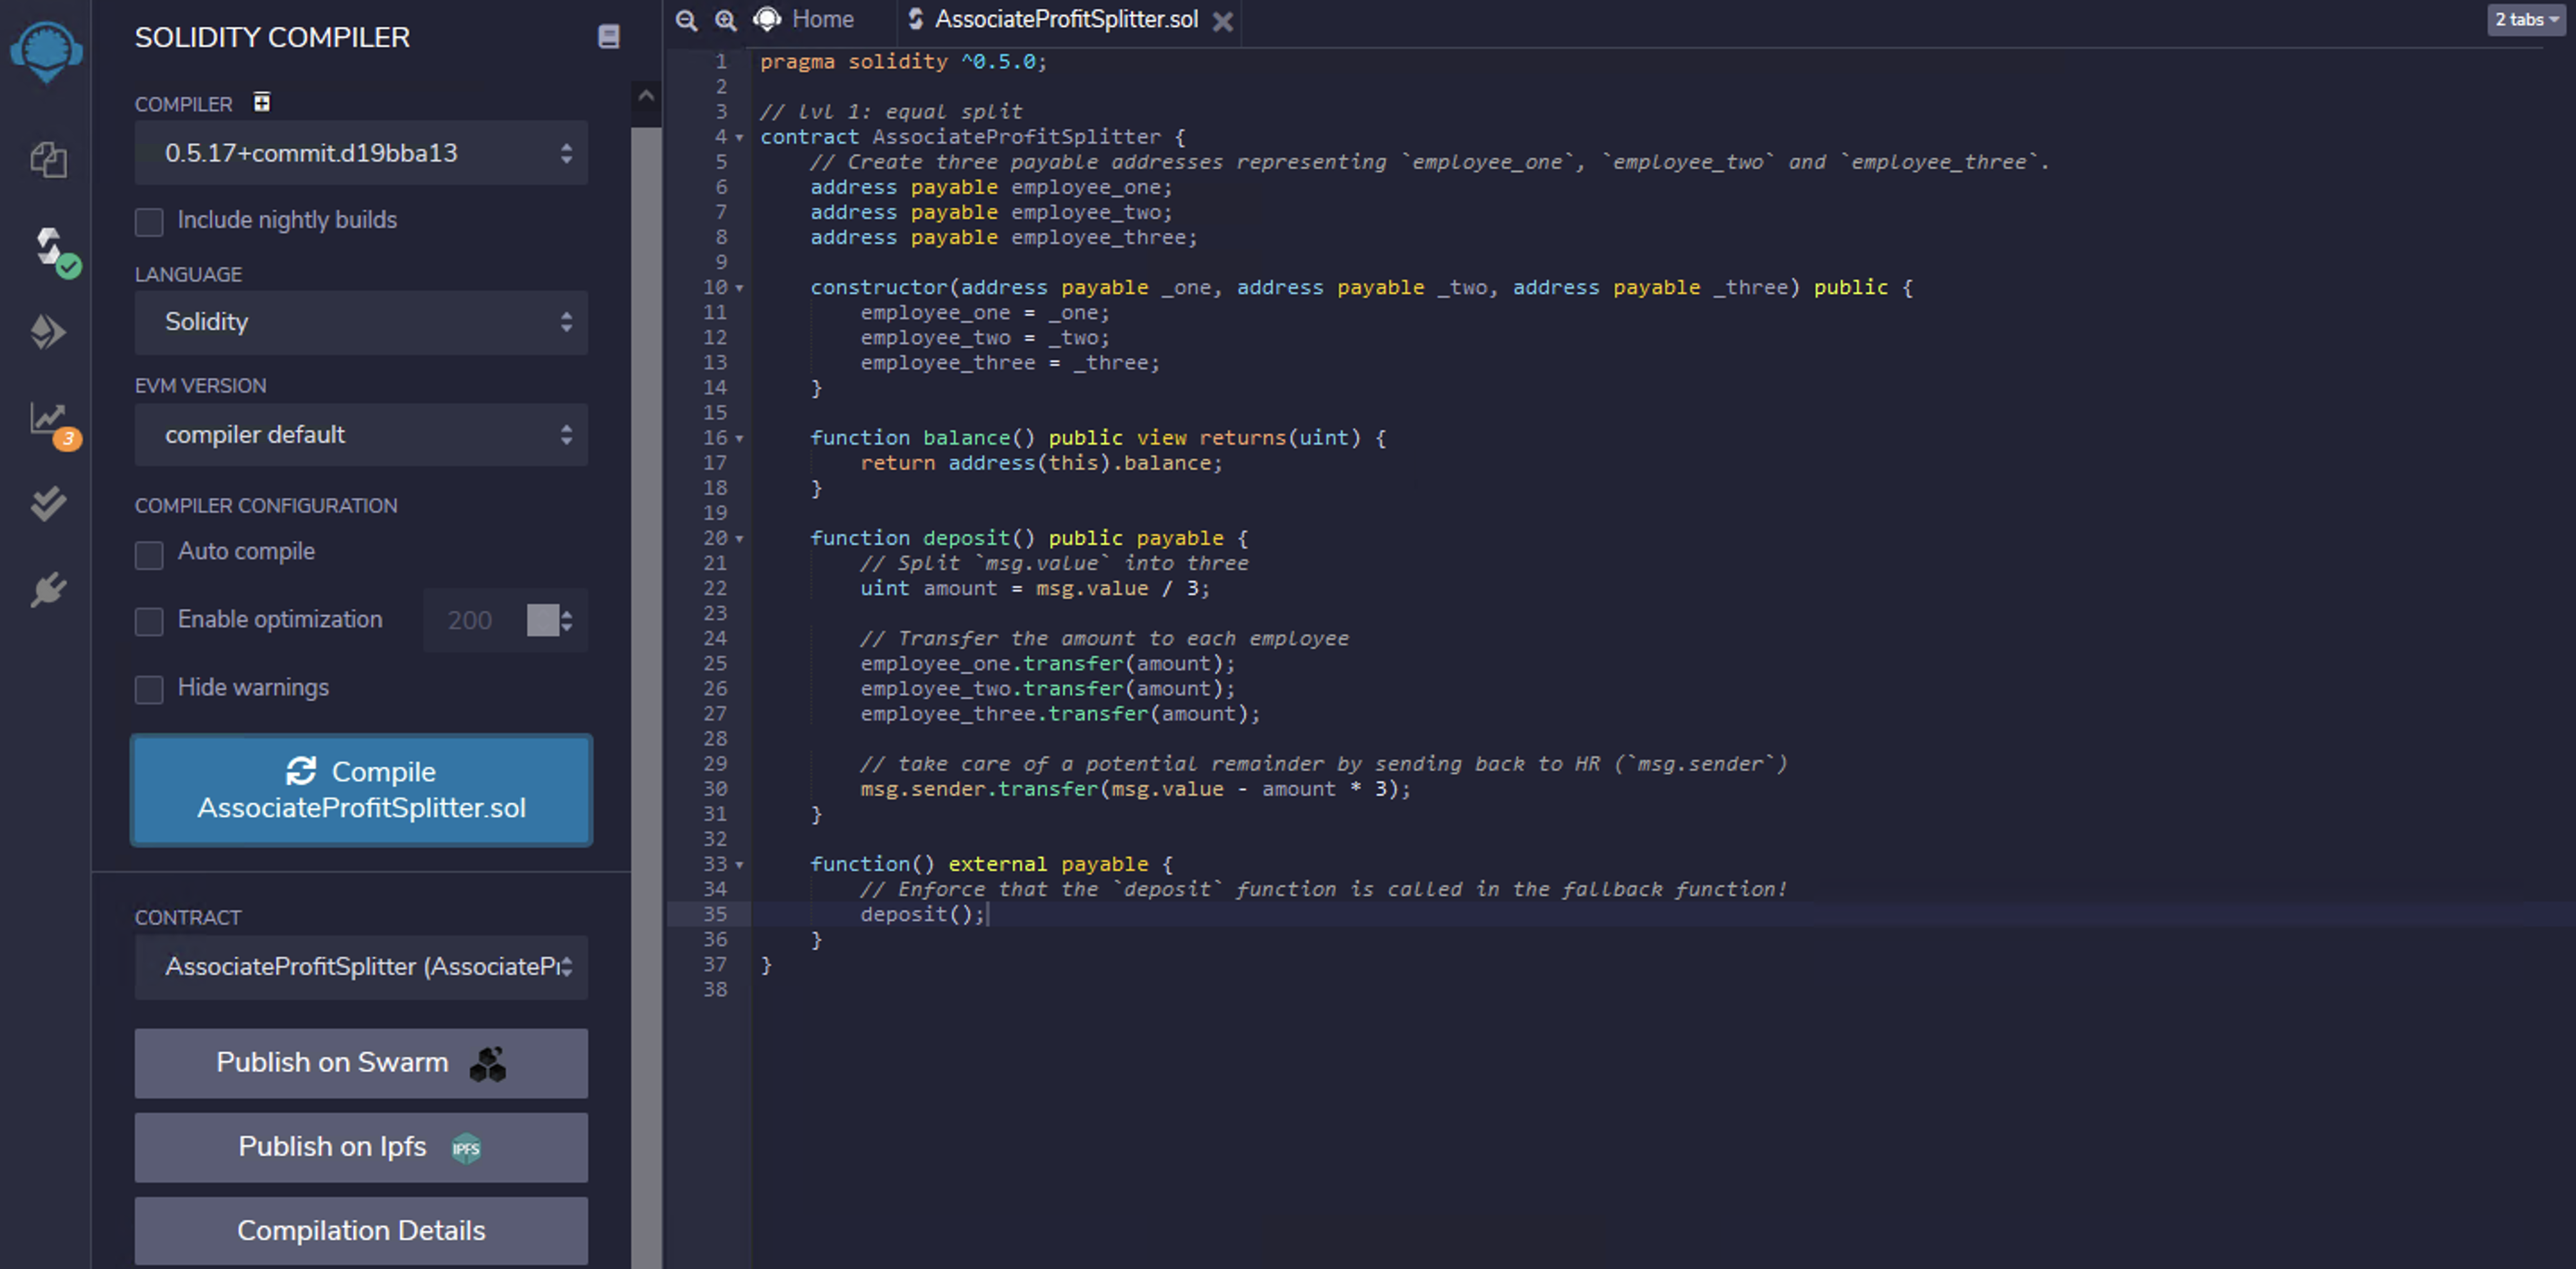 SOLIDITY COMPILER
COMPILER
0.5.17+commit.d19bba13
Include nightly builds
LANGUAGE
Solidity
EVM VERSION
compiler default
COMPILER CONFIGURATION
Auto compile
Enable optimization 200
Hide warnings
Compile
AssociateProfitSplitter.sol
CONTRACT
AssociateProfitSplitter (AssociatePr
Publish on Swarm
Publish on Ipfs IPFS
Compilation Details
3
Home AssociateProfitSplitter.sol 2 tabs
1 pragma solidity ^0.5.0;
2
3 // lvl 1: equal split
4 contract AssociateProfitSplitter {
5 // Create three payable addresses representing `employee_one`, `employee_two` and `employee_three`.
6 address payable employee_one;
7 address payable employee_two;
8 address payable employee_three;
9
10 constructor(address payable _one, address payable _two, address payable _three) public {
11 employee_one = _one;
12 employee_two = _two;
13 employee_three = _three;
14 }
15
16 function balance() public view returns(uint) {
17 return address(this).balance;
18 }
19
20 function deposit() public payable {
21 // Split `msg.value` into three
22 uint amount = msg.value / 3;
23
24 // Transfer the amount to each employee
25 employee_one.transfer(amount);
26 employee_two.transfer(amount);
27 employee_three.transfer(amount);
28
29 // take care of a potential remainder by sending back to HR (`msg.sender`)
30 msg.sender.transfer(msg.value - amount * 3);
31 }
32
33 function() external payable {
34 // Enforce that the `deposit` function is called in the fallback function!
35 deposit();
36 }
37 }
38